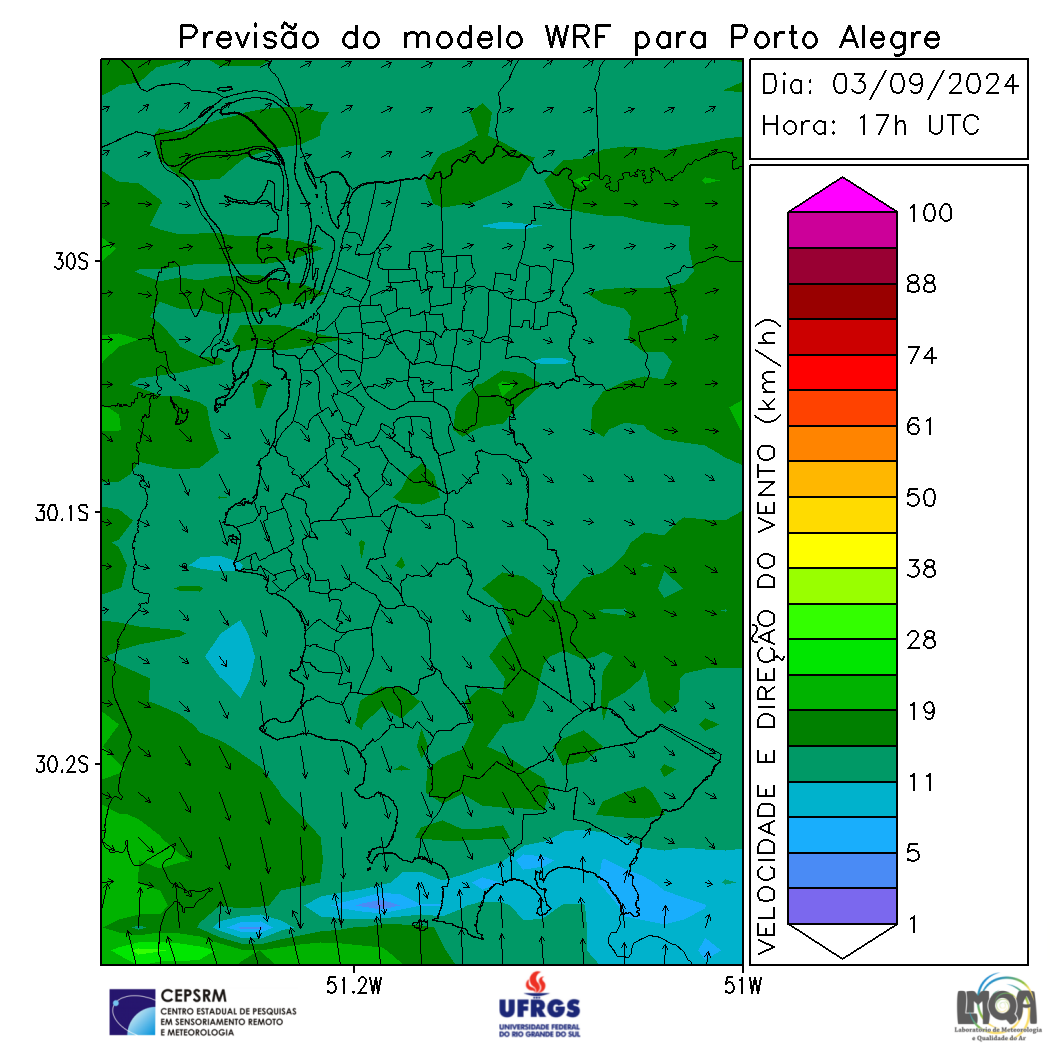 Previsão do modelo WRF para Porto Alegre
Dia: 03/09/2024
Hora: 17h UTC
30S
30.1S
30.2S
51.2W
51W
VELOCIDADE E DIREÇÃO DO VENTO (km/h)
100
88
74
61
50
38
28
19
11
5
1
CEPSRM
CENTRO ESTADUAL DE PESQUISAS
EM SENSORIAMENTO REMOTO
E METEOROLOGIA
UFRGS
UNIVERSIDADE FEDERAL
DO RIO GRANDE DO SUL
LMQA
Laboratório de Meteorologia
e Qualidade do Ar